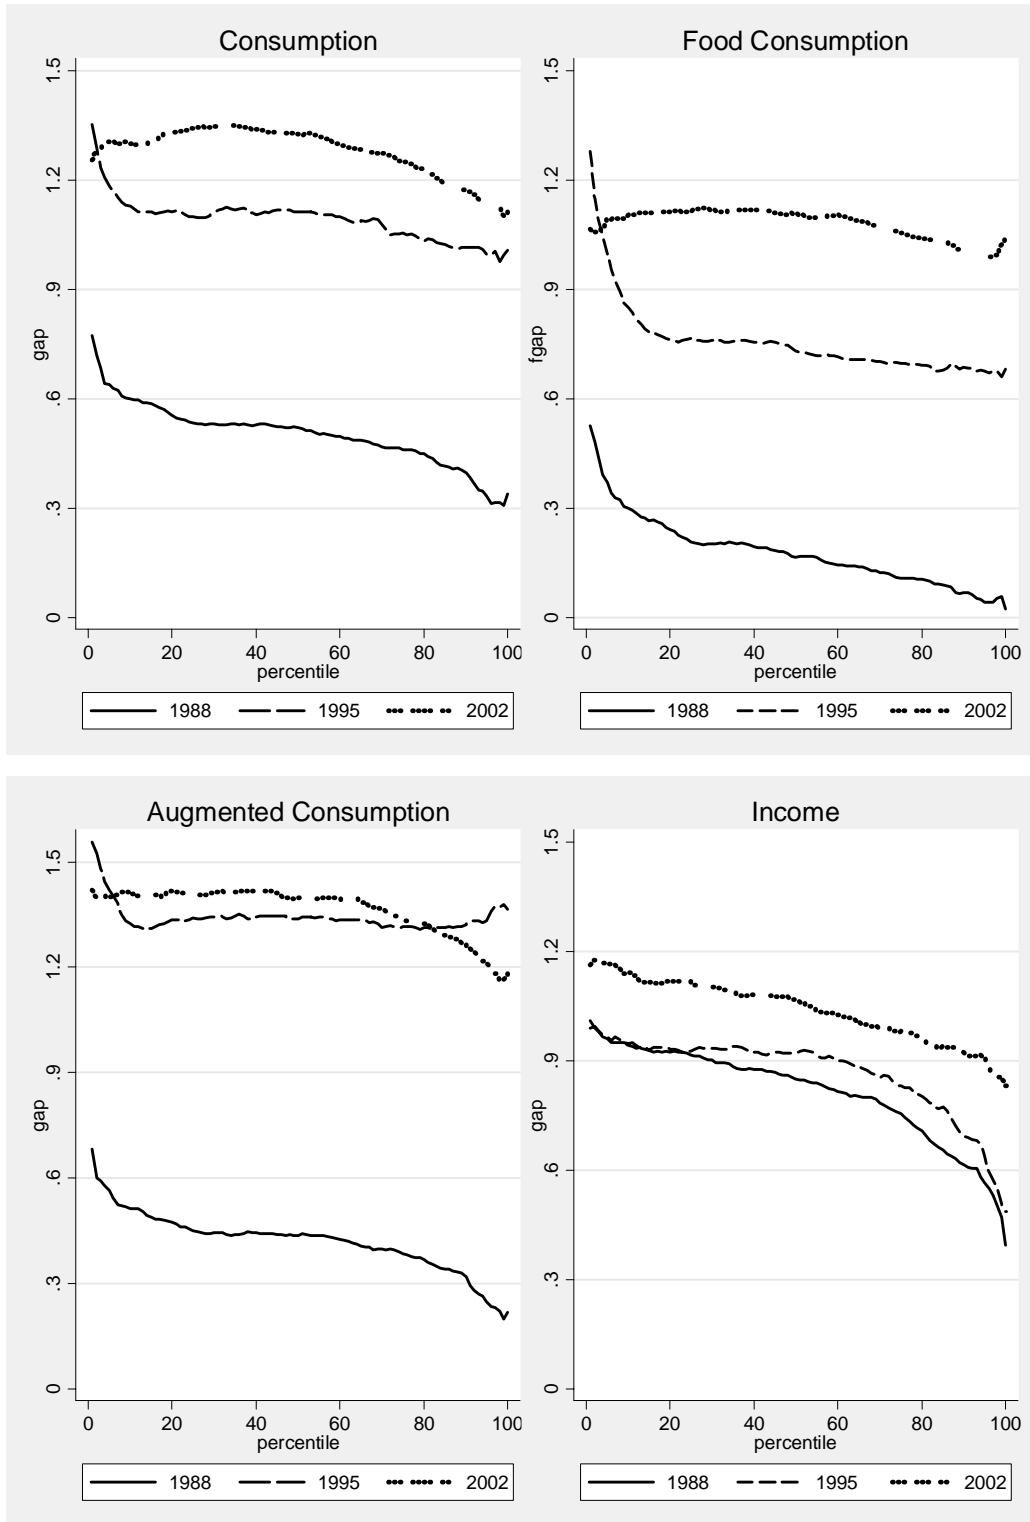 Consumption
1.5
1.2
.9
.6
.3
0
gap
0 20 40 60 80 100
percentile
1988 1995 2002
Food Consumption
1.5
1.2
.9
.6
.3
0
fgap
0 20 40 60 80 100
percentile
1988 1995 2002
Augmented Consumption
1.5
1.2
.9
.6
.3
0
gap
0 20 40 60 80 100
percentile
1988 1995 2002
Income
1.5
1.2
.9
.6
.3
0
gap
0 20 40 60 80 100
percentile
1988 1995 2002